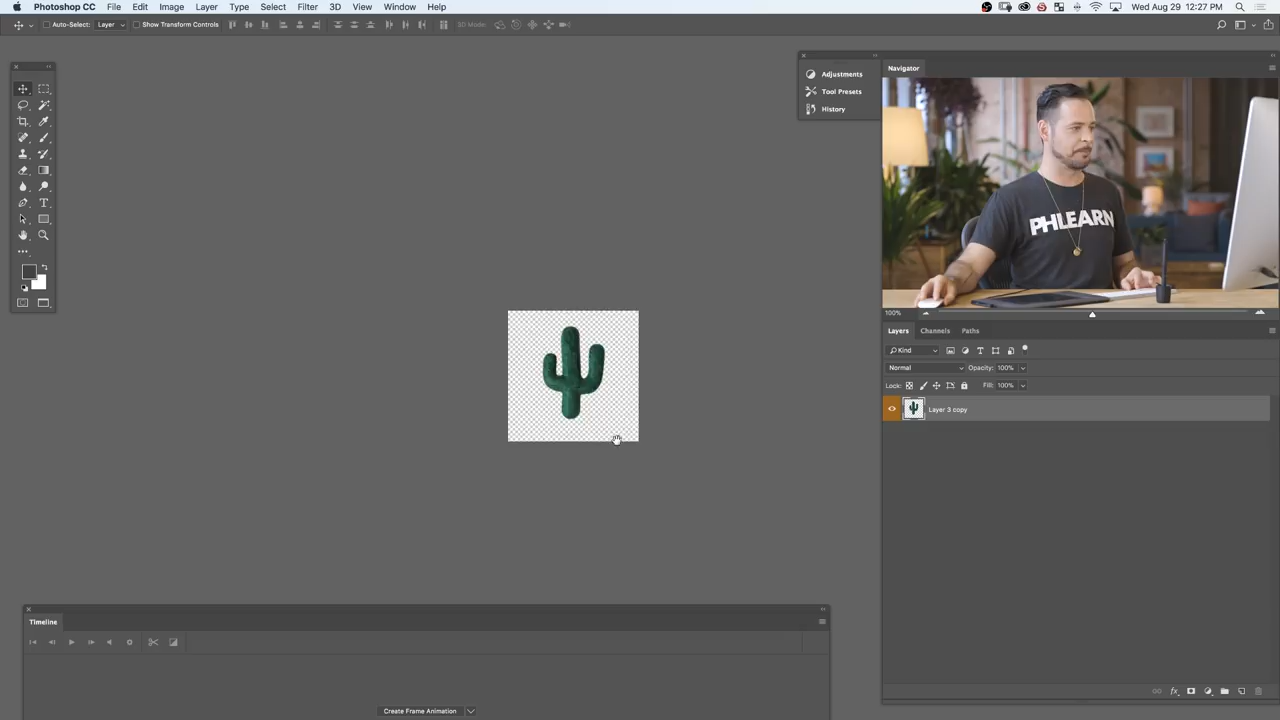 Photoshop CC File Edit Image Layer Type Select Filter 3D View Window Help Wed Aug 29 12:27 PM
Auto-Select: Layer Show Transform Controls 3D Mode:
Navigator
Adjustments
Tool Presets
History
PHLEARN
100%
Layers Channels Paths
Kind
Normal Opacity: 100%
Lock: Fill: 100%
Layer 3 copy
Timeline
Create Frame Animation